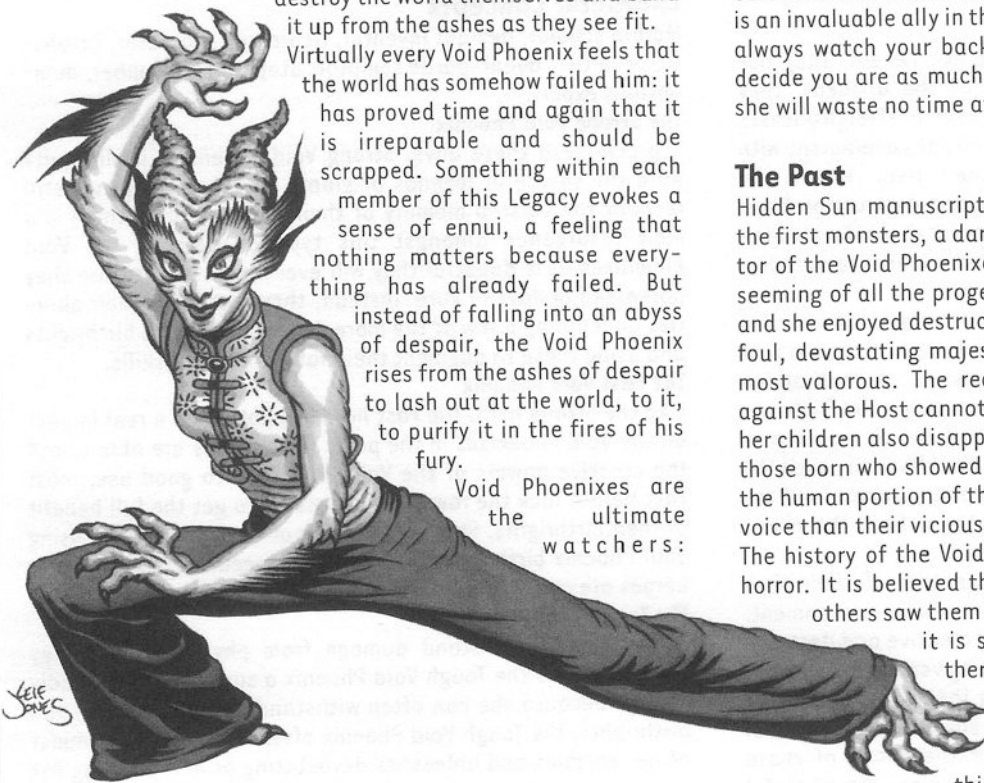 destroy the world themselves and build
it up from the ashes as they see fit.
Virtually every Void Phoenix feels that
the world has somehow failed him: it
has proved time and again that it
is irreparable and should be
scrapped. Something within each
member of this Legacy evokes a
sense of ennui, a feeling that
nothing matters because every-
thing has already failed. But
instead of falling into an abyss
of despair, the Void Phoenix
rises from the ashes of despair
to lash out at the world, to it,
to purify it in the fires of his
fury.
Void Phoenixes are
the ultimate
watchers:
is an invaluable ally in th
always watch your back
decide you are as much
she will waste no time a
The Past
Hidden Sun manuscript
the first monsters, a dar
tor of the Void Phoenixe
seeming of all the proge
and she enjoyed destruc
foul, devastating majes
most valorous. The rec
against the Host cannot
her children also disapp
those born who showed
the human portion of th
voice than their vicious
The history of the Void
horror. It is believed th
others saw them
it is s
ther
thi
LEIF
JONES